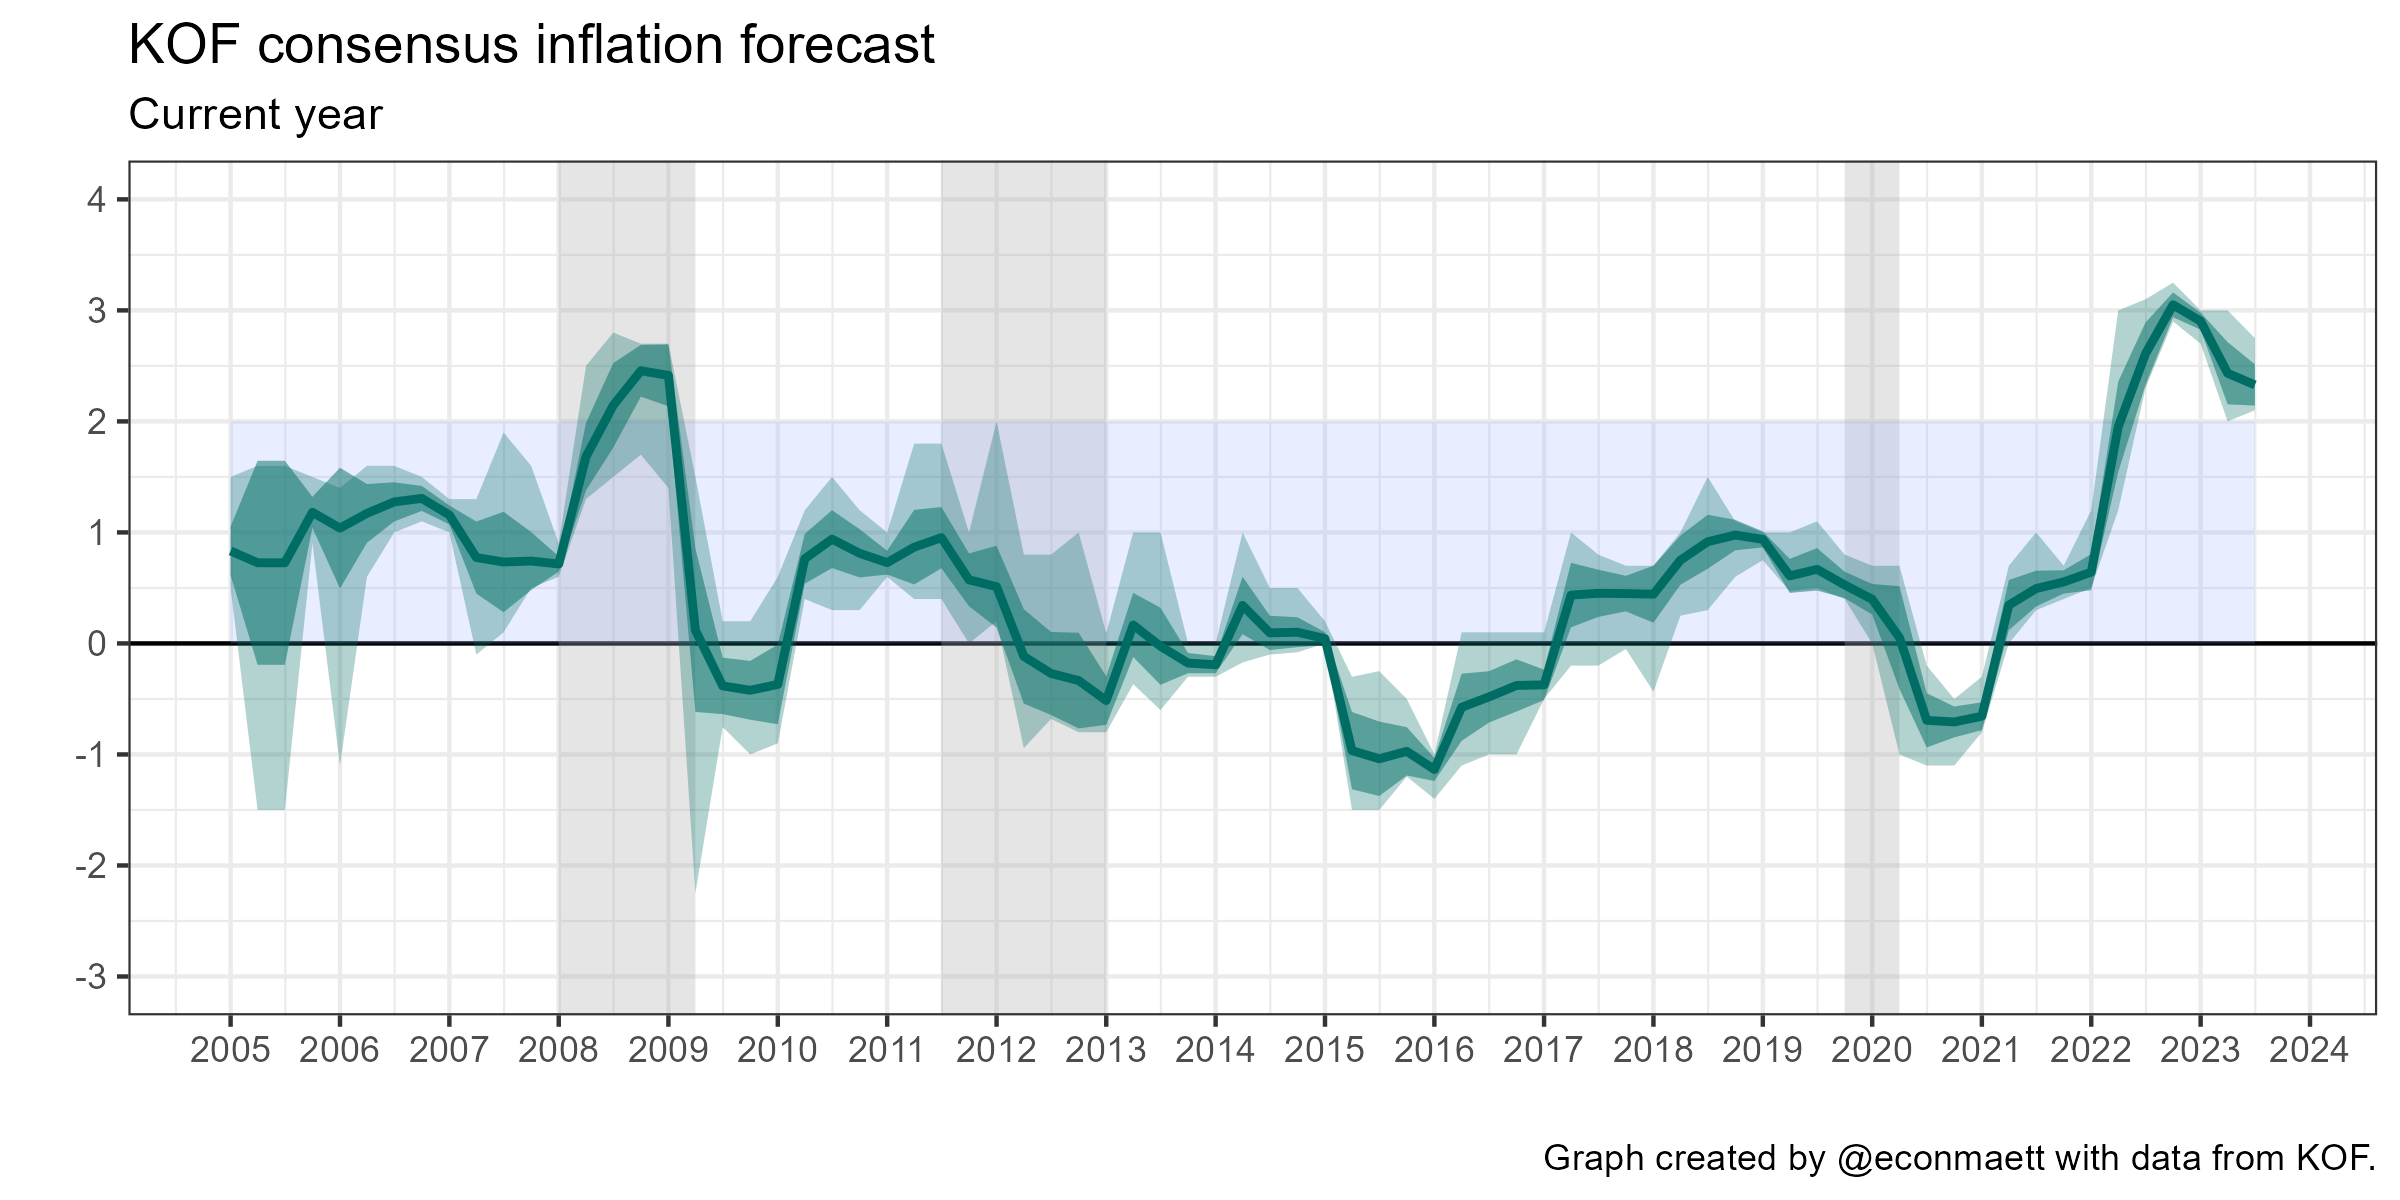 KOF consensus inflation forecast
Current year
4
3
2
1
0
-1
-2
-3
2005 2006 2007 2008 2009 2010 2011 2012 2013 2014 2015 2016 2017 2018 2019 2020 2021 2022 2023 2024
Graph created by @econmaett with data from KOF.